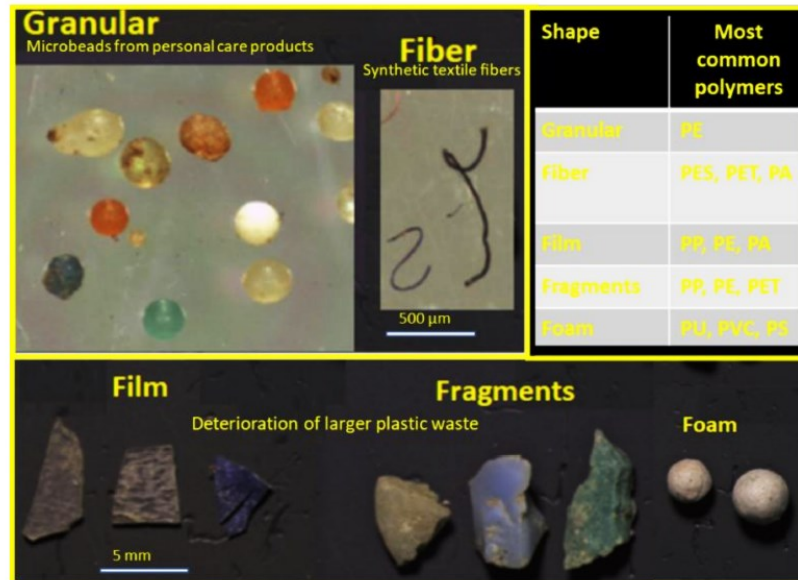 Granular
Microbeads from personal care products
Fiber
Synthetic textile fibers
500 µm
Shape
Most
common
polymers
Granular
PE
Fiber
PES, PET, PA
Film
PP, PE, PA
Fragments
PP, PE, PET
Foam
PU, PVC, PS
Film
Fragments
Deterioration of larger plastic waste
Foam
5 mm